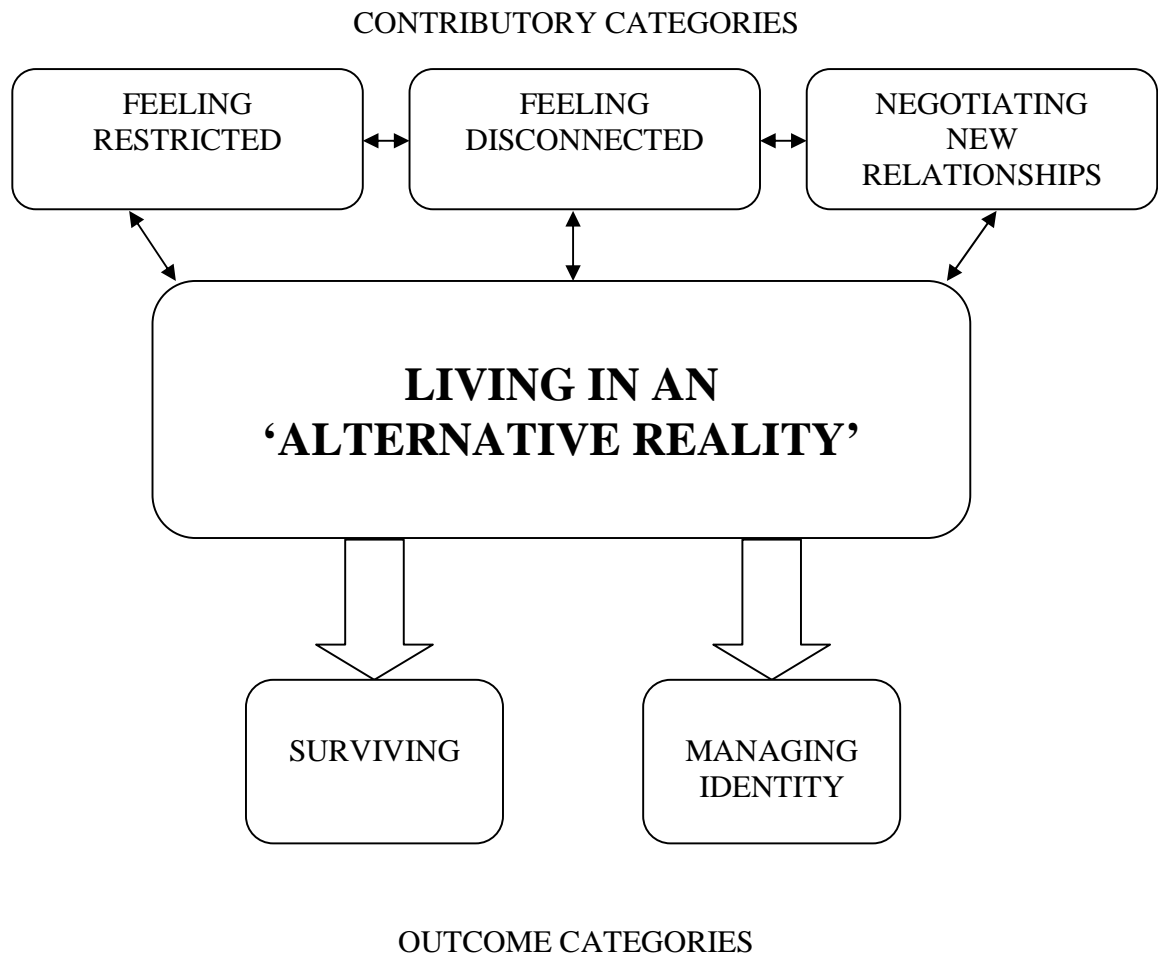 CONTRIBUTORY CATEGORIES
FEELING
RESTRICTED
FEELING
DISCONNECTED
NEGOTIATING
NEW
RELATIONSHIPS
LIVING IN AN
‘ALTERNATIVE REALITY’
SURVIVING
MANAGING
IDENTITY
OUTCOME CATEGORIES